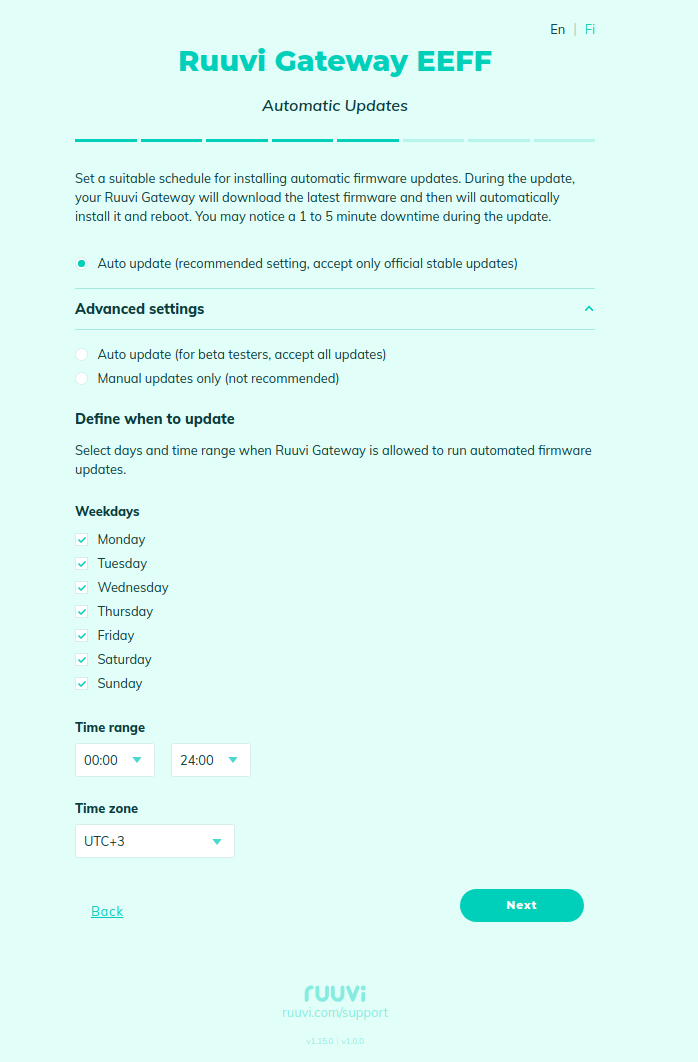 En | Fi
Ruuvi Gateway EEFF
Automatic Updates
Set a suitable schedule for installing automatic firmware updates. During the update,
your Ruuvi Gateway will download the latest firmware and then will automatically
install it and reboot. You may notice a 1 to 5 minute downtime during the update.
Auto update (recommended setting, accept only official stable updates)
Advanced settings
Auto update (for beta testers, accept all updates)
Manual updates only (not recommended)
Define when to update
Select days and time range when Ruuvi Gateway is allowed to run automated firmware
updates.
Weekdays
Monday
Tuesday
Wednesday
Thursday
Friday
Saturday
Sunday
Time range
00:00 24:00
Time zone
UTC+3
Back Next
ruuvi
ruuvi.com/support
v1.15.0 | v1.0.0